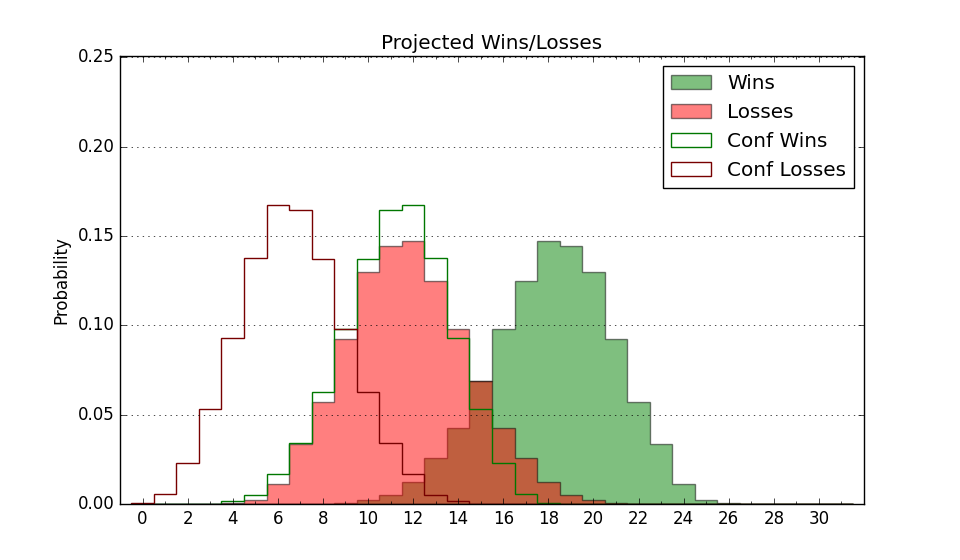 Projected Wins/Losses
0.25
0.20
0.15
0.10
0.05
0.00
Probability
Wins
Losses
Conf Wins
Conf Losses
0 2 4 6 8 10 12 14 16 18 20 22 24 26 28 30